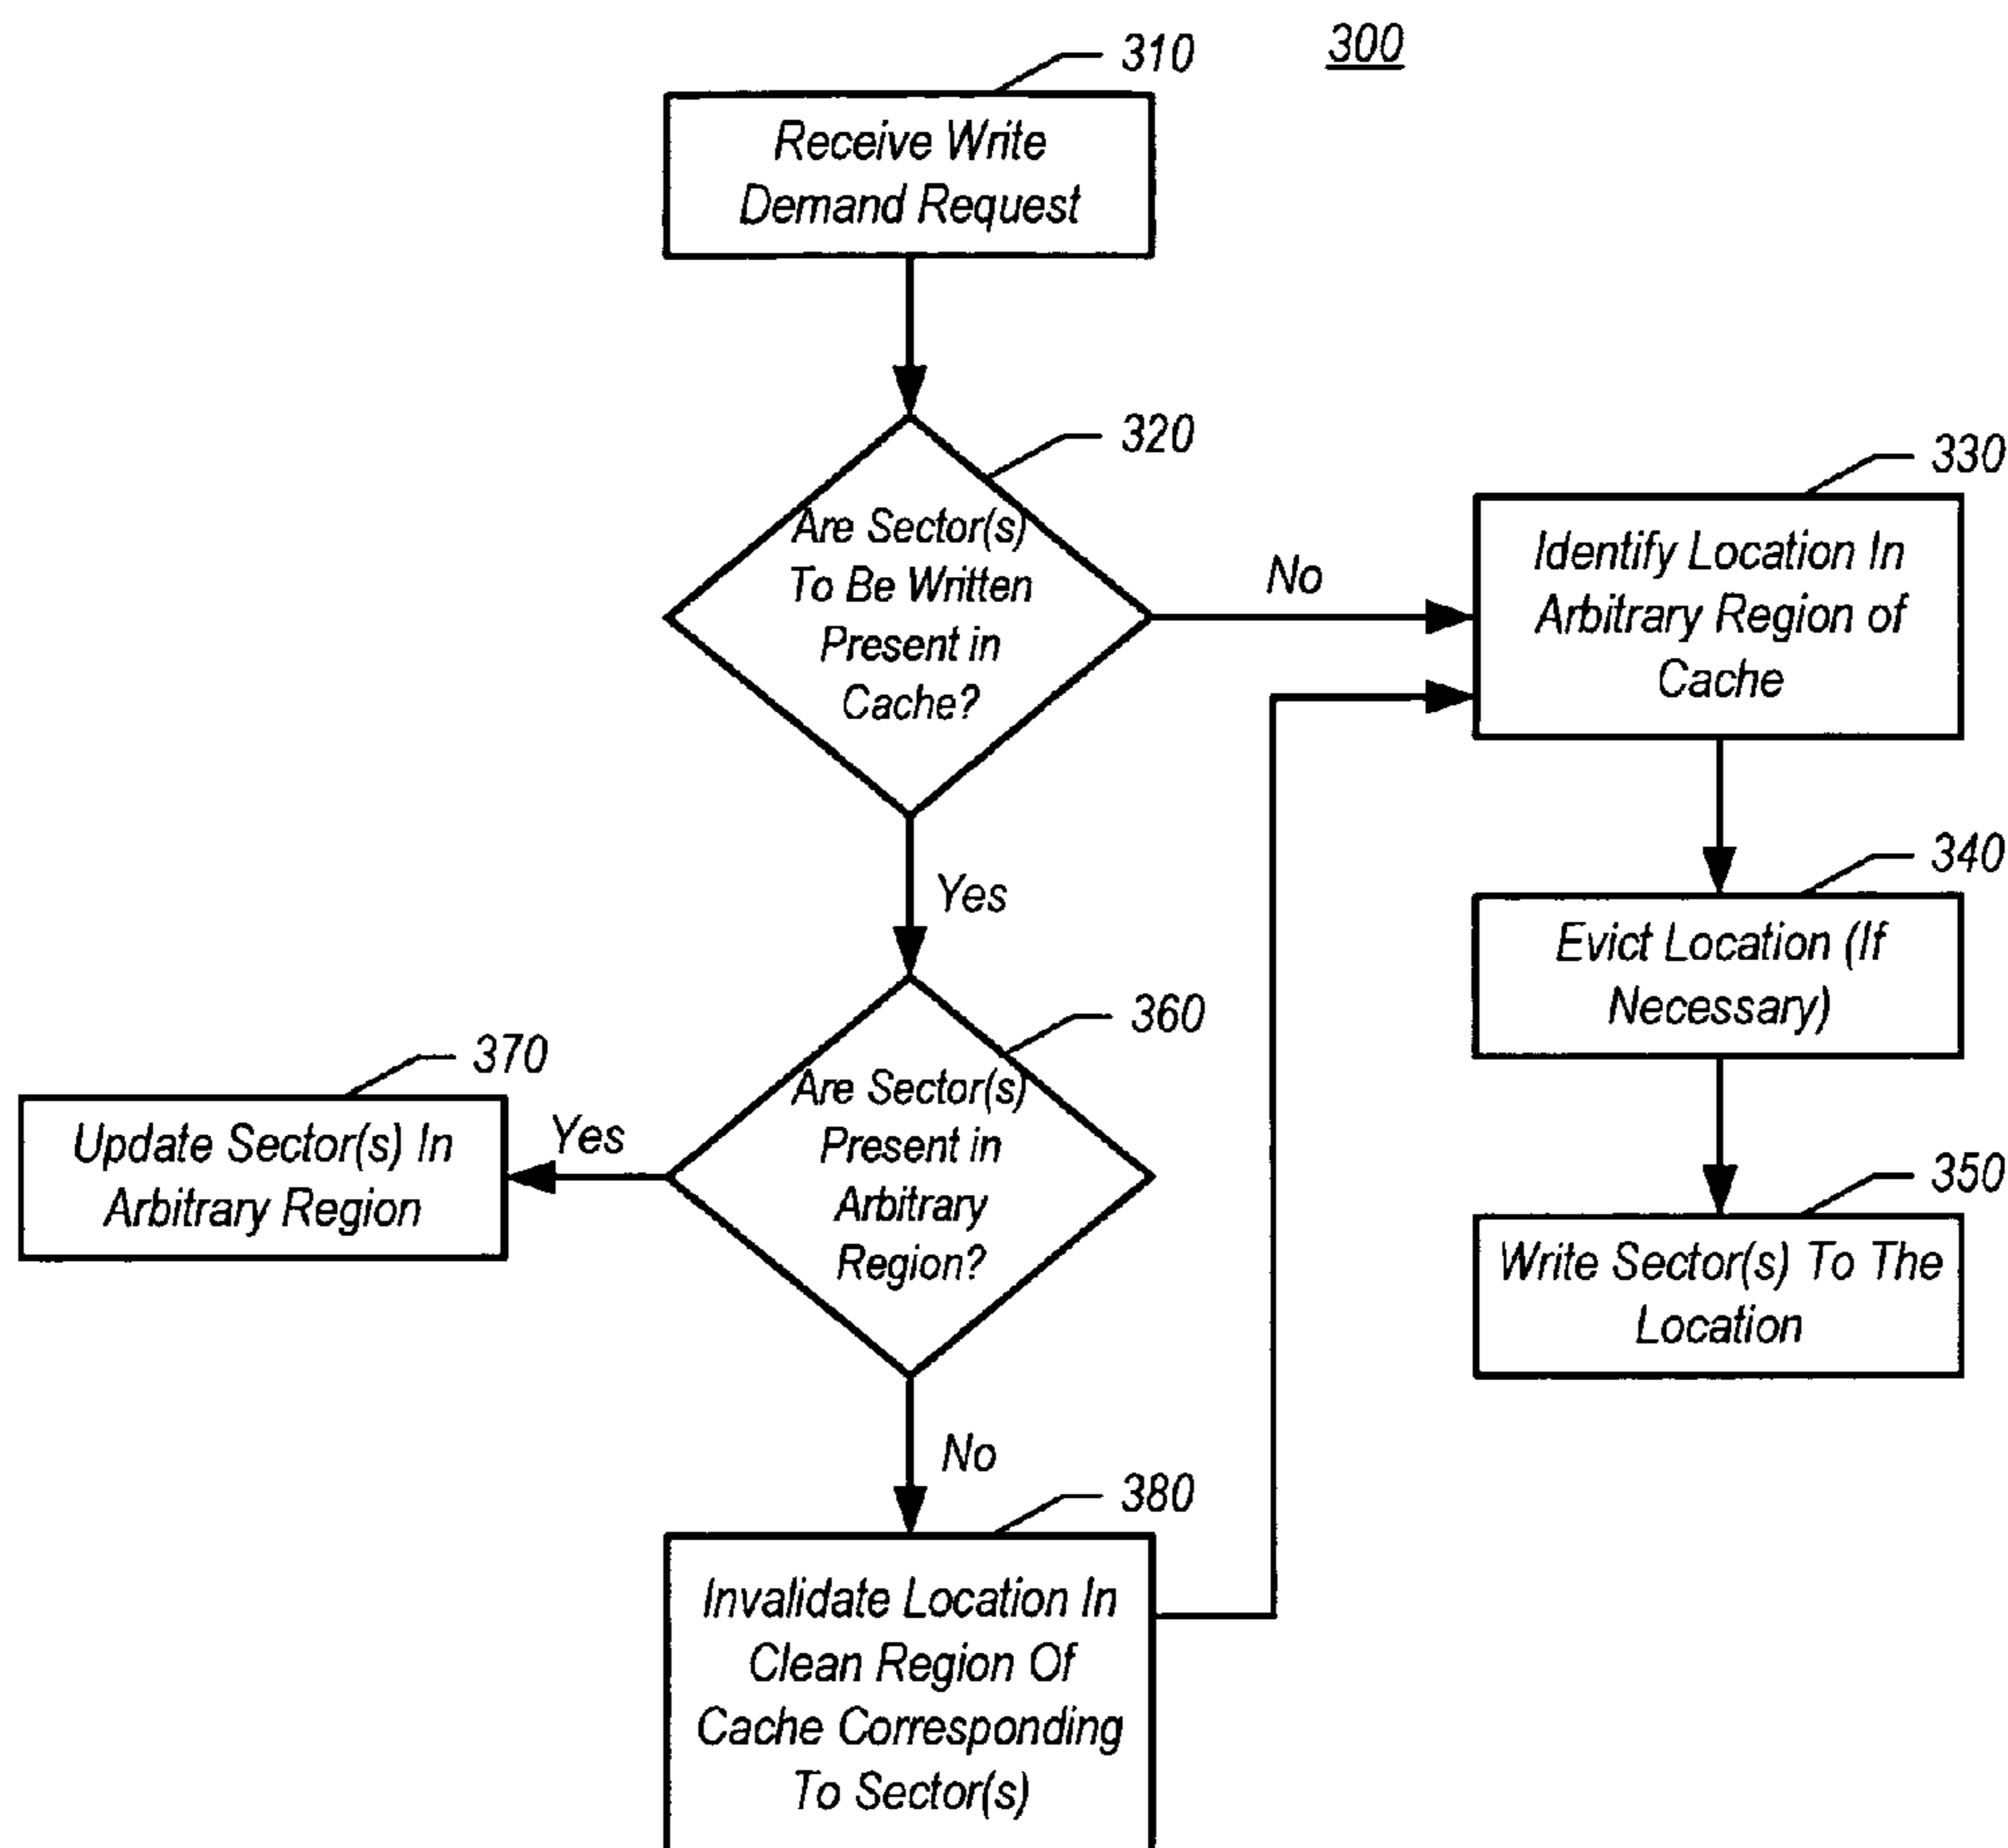 300
310
Receive Write
Demand Request
320
Are Sector(s)
To Be Written
Present in
Cache?
No
330
Identify Location In
Arbitrary Region of
Cache
340
Evict Location (If
Necessary)
350
Write Sector(s) To The
Location
Yes
360
Are Sector(s)
Present in
Arbitrary
Region?
Yes
370
Update Sector(s) In
Arbitrary Region
No
380
Invalidate Location In
Clean Region Of
Cache Corresponding
To Sector(s)